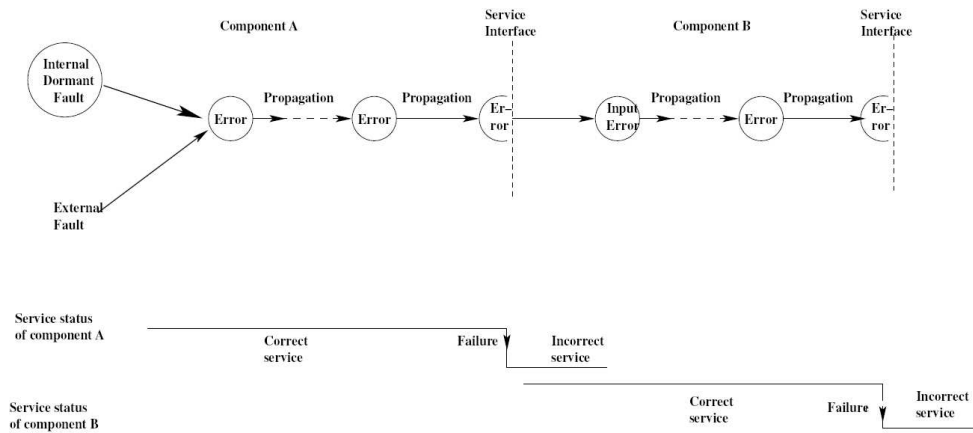 Component A
Service
Interface
Component B
Service
Interface
Internal
Dormant
Fault
Error
Propagation
Error
Propagation
Er-
ror
Input
Error
Propagation
Error
Propagation
Er-
ror
External
Fault
Service status
of component A
Correct
service
Failure
Incorrect
service
Service status
of component B
Correct
service
Failure
Incorrect
service